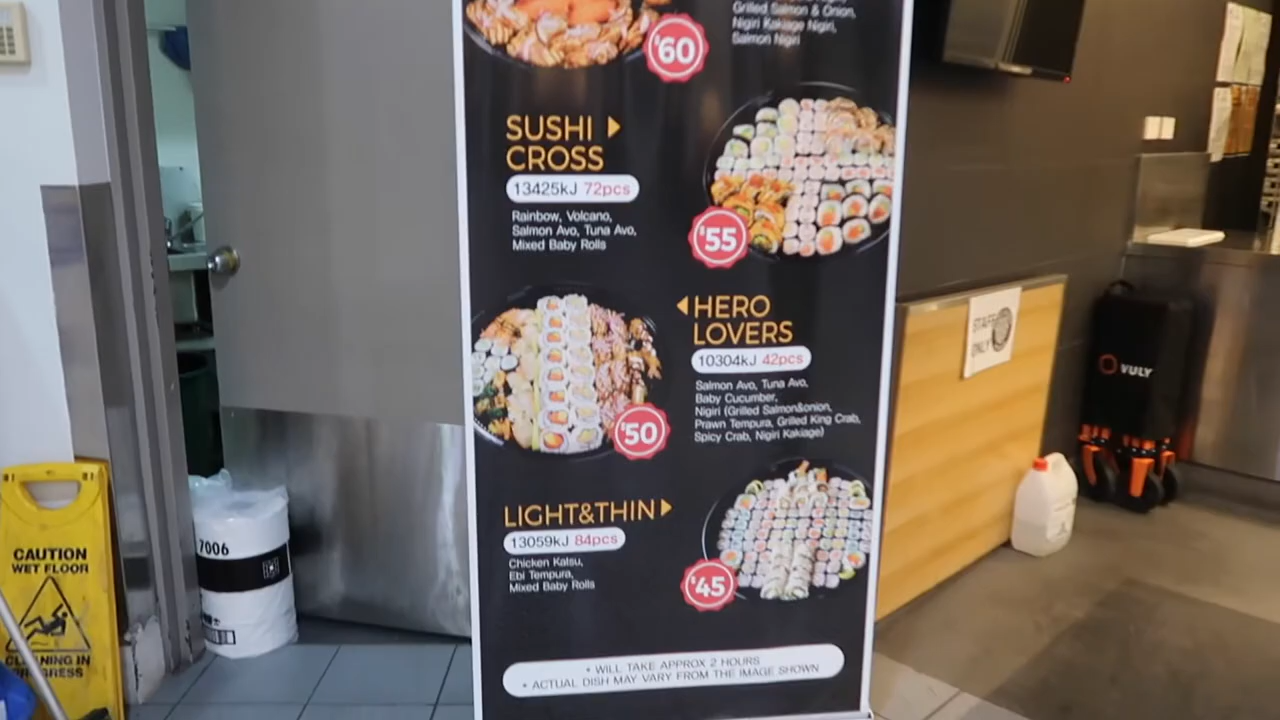 Grilled Salmon & Onion,
Nigiri Kakiage Nigiri,
Salmon Nigiri
$60
SUSHI
CROSS
13425kJ 72pcs
Rainbow, Volcano,
Salmon Avo, Tuna Avo,
Mixed Baby Rolls
$55
HERO
LOVERS
10304kJ 42pcs
Salmon Avo, Tuna Avo,
Baby Cucumber,
Nigiri (Grilled Salmon&onion,
Prawn Tempura, Grilled King Crab,
Spicy Crab, Nigiri Kakiage)
$50
LIGHT&THIN
13059kJ 84pcs
Chicken Katsu,
Ebi Tempura,
Mixed Baby Rolls
$45
• WILL TAKE APPROX 2 HOURS
• ACTUAL DISH MAY VARY FROM THE IMAGE SHOWN
7006
CAUTION
WET FLOOR
CLEANING IN
PROGRESS
STAFF
ONLY
VULY